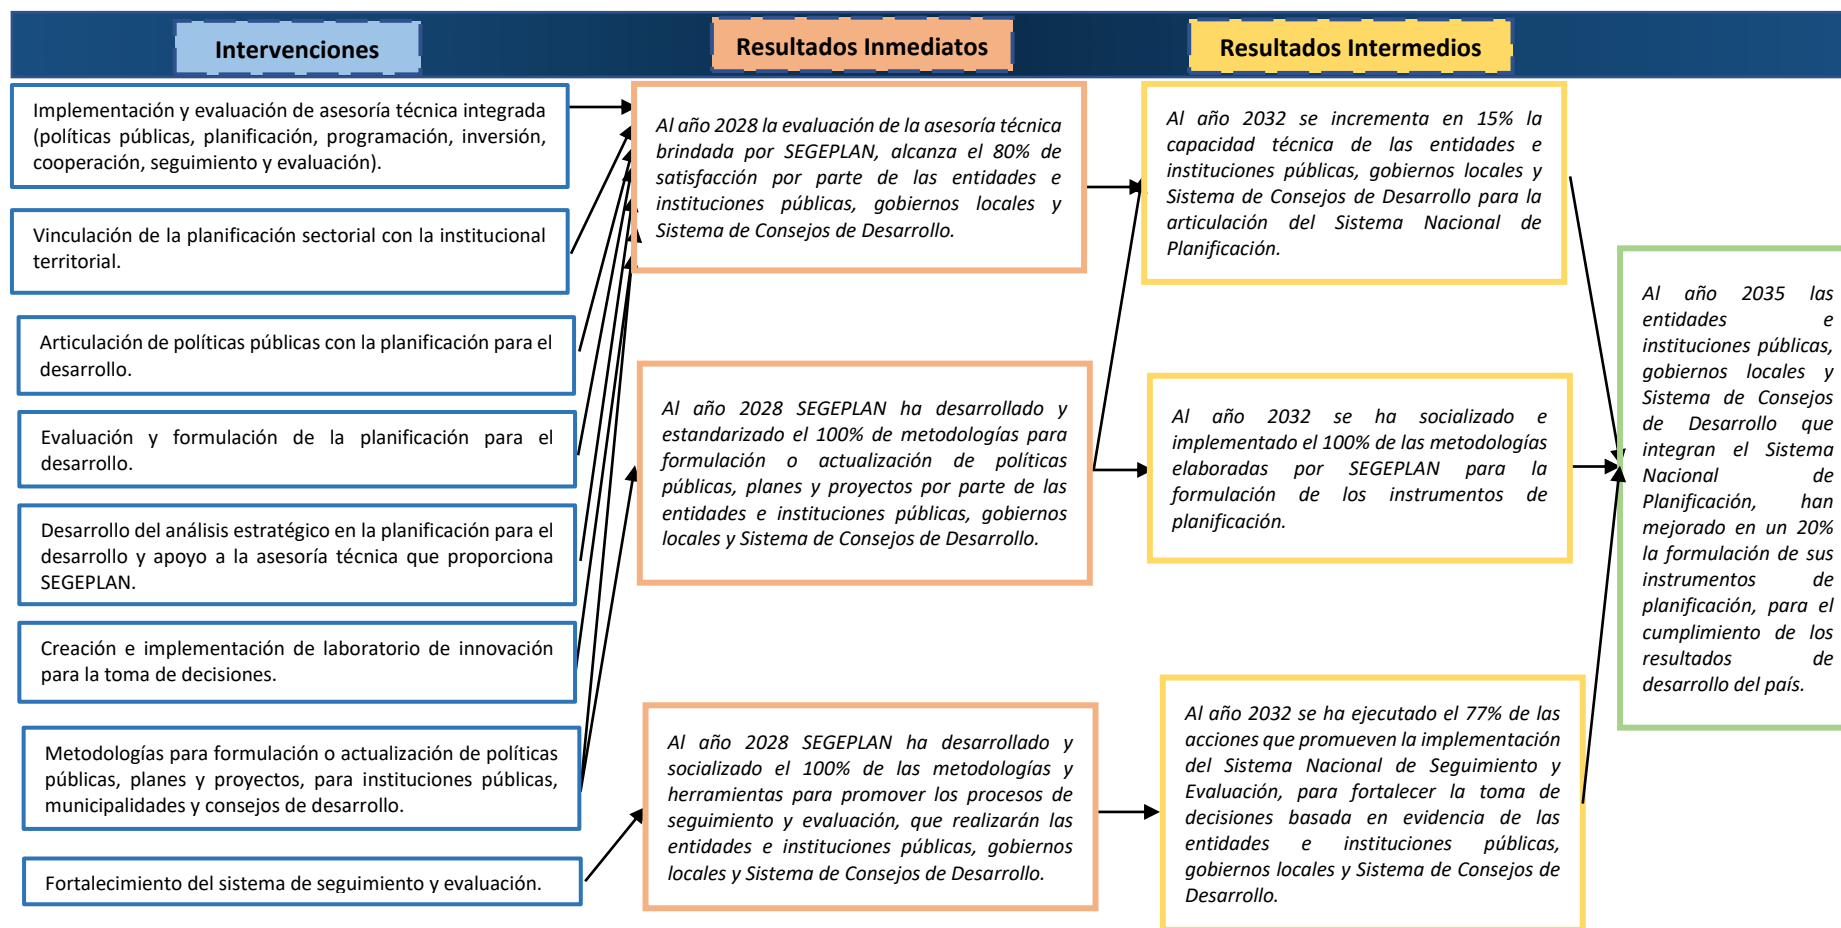 Intervenciones
Resultados Inmediatos
Resultados Intermedios
Implementación y evaluación de asesoría técnica integrada
(políticas públicas, planificación, programación, inversión,
cooperación, seguimiento y evaluación).
Vinculación de la planificación sectorial con la institucional
territorial.
Articulación de políticas públicas con la planificación para el
desarrollo.
Evaluación y formulación de la planificación para el
desarrollo.
Desarrollo del análisis estratégico en la planificación para el
desarrollo y apoyo a la asesoría técnica que proporciona
SEGEPLAN.
Creación e implementación de laboratorio de innovación
para la toma de decisiones.
Metodologías para formulación o actualización de políticas
públicas, planes y proyectos, para instituciones públicas,
municipalidades y consejos de desarrollo.
Fortalecimiento del sistema de seguimiento y evaluación.
Al año 2028 la evaluación de la asesoría técnica
brindada por SEGEPLAN, alcanza el 80% de
satisfacción por parte de las entidades e
instituciones públicas, gobiernos locales y
Sistema de Consejos de Desarrollo.
Al año 2028 SEGEPLAN ha desarrollado y
estandarizado el 100% de metodologías para
formulación o actualización de políticas
públicas, planes y proyectos por parte de las
entidades e instituciones públicas, gobiernos
locales y Sistema de Consejos de Desarrollo.
Al año 2028 SEGEPLAN ha desarrollado y
socializado el 100% de las metodologías y
herramientas para promover los procesos de
seguimiento y evaluación, que realizarán las
entidades e instituciones públicas, gobiernos
locales y Sistema de Consejos de Desarrollo.
Al año 2032 se incrementa en 15% la
capacidad técnica de las entidades e
instituciones públicas, gobiernos locales y
Sistema de Consejos de Desarrollo para la
articulación del Sistema Nacional de
Planificación.
Al año 2032 se ha socializado e
implementado el 100% de las metodologías
elaboradas por SEGEPLAN para la
formulación de los instrumentos de
planificación.
Al año 2032 se ha ejecutado el 77% de las
acciones que promueven la implementación
del Sistema Nacional de Seguimiento y
Evaluación, para fortalecer la toma de
decisiones basada en evidencia de las
entidades e instituciones públicas,
gobiernos locales y Sistema de Consejos de
Desarrollo.
Al año 2035 las
entidades e
instituciones públicas,
gobiernos locales y
Sistema de Consejos
de Desarrollo que
integran el Sistema
Nacional de
Planificación, han
mejorado en un 20%
la formulación de sus
instrumentos de
planificación, para el
cumplimiento de los
resultados de
desarrollo del país.